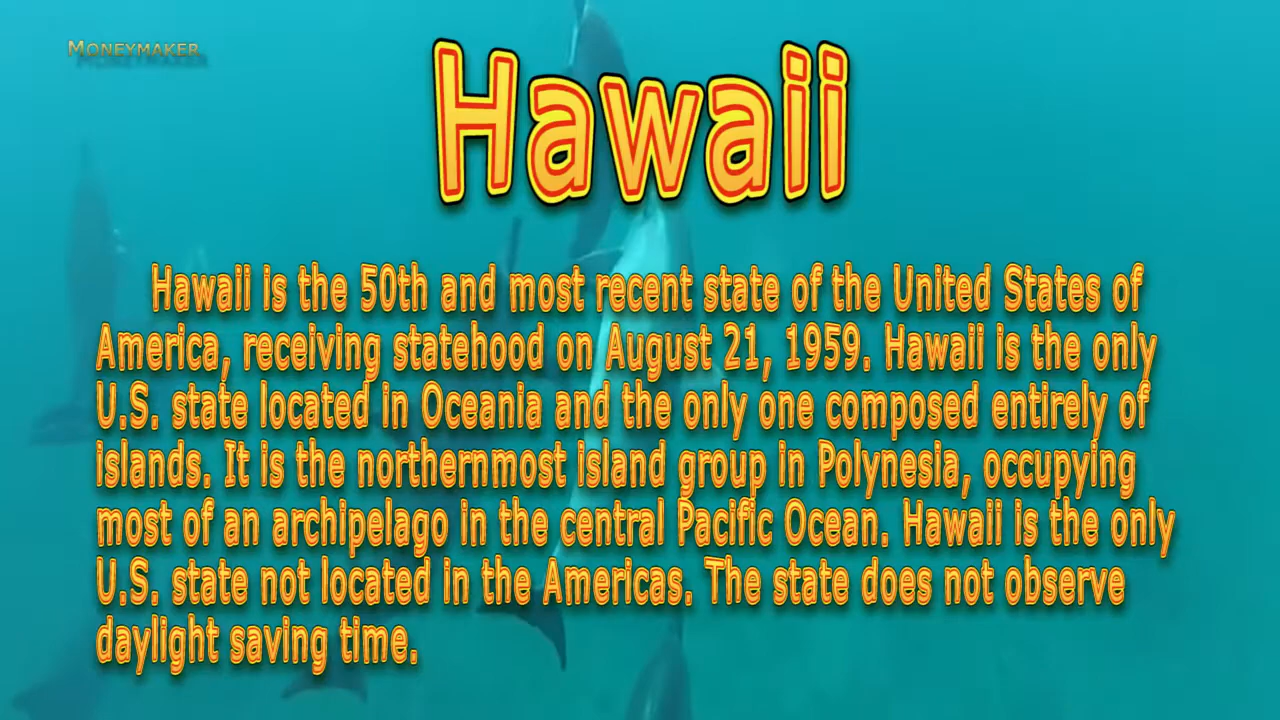 MONEYMAKER
Hawaii
Hawaii is the 50th and most recent state of the United States of
America, receiving statehood on August 21, 1959. Hawaii is the only
U.S. state located in Oceania and the only one composed entirely of
islands. It is the northernmost island group in Polynesia, occupying
most of an archipelago in the central Pacific Ocean. Hawaii is the only
U.S. state not located in the Americas. The state does not observe
daylight saving time.